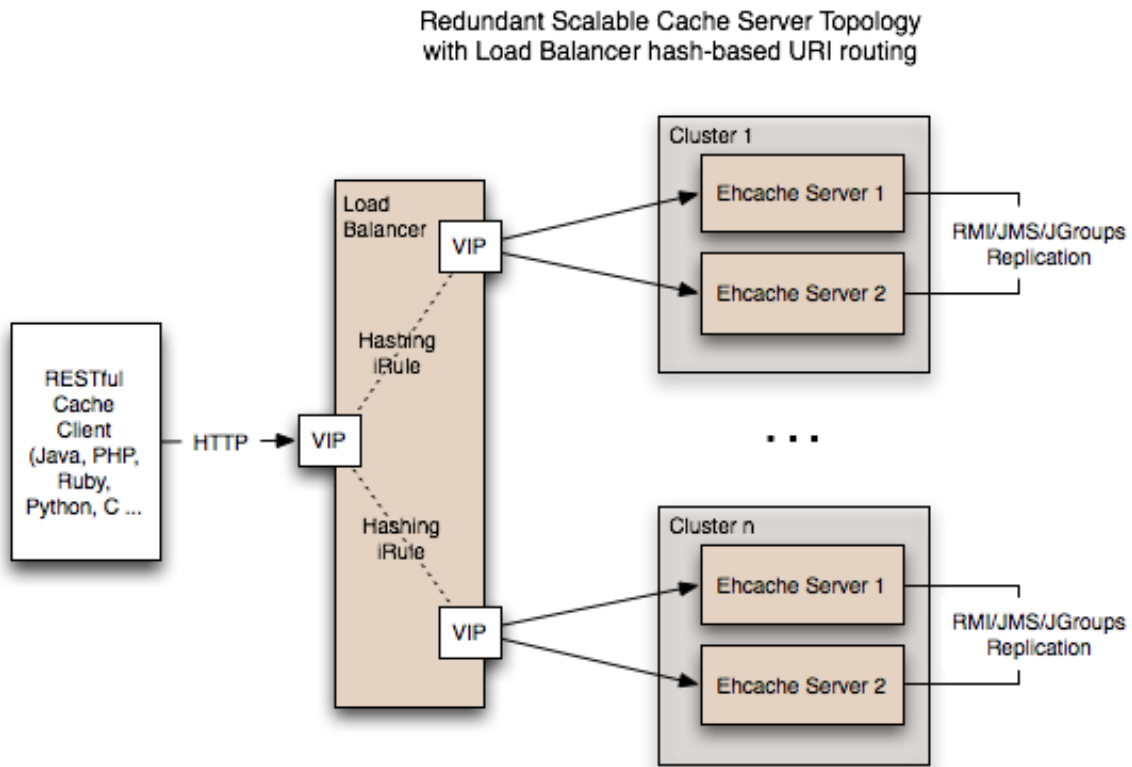 Redundant Scalable Cache Server Topology
with Load Balancer hash-based URI routing
RESTful
Cache
Client
(Java, PHP,
Ruby,
Python, C ...
HTTP
VIP
Load
Balancer
VIP
Hashing
iRule
Hashing
iRule
VIP
Cluster 1
Ehcache Server 1
Ehcache Server 2
RMI/JMS/JGroups
Replication
...
Cluster n
Ehcache Server 1
Ehcache Server 2
RMI/JMS/JGroups
Replication